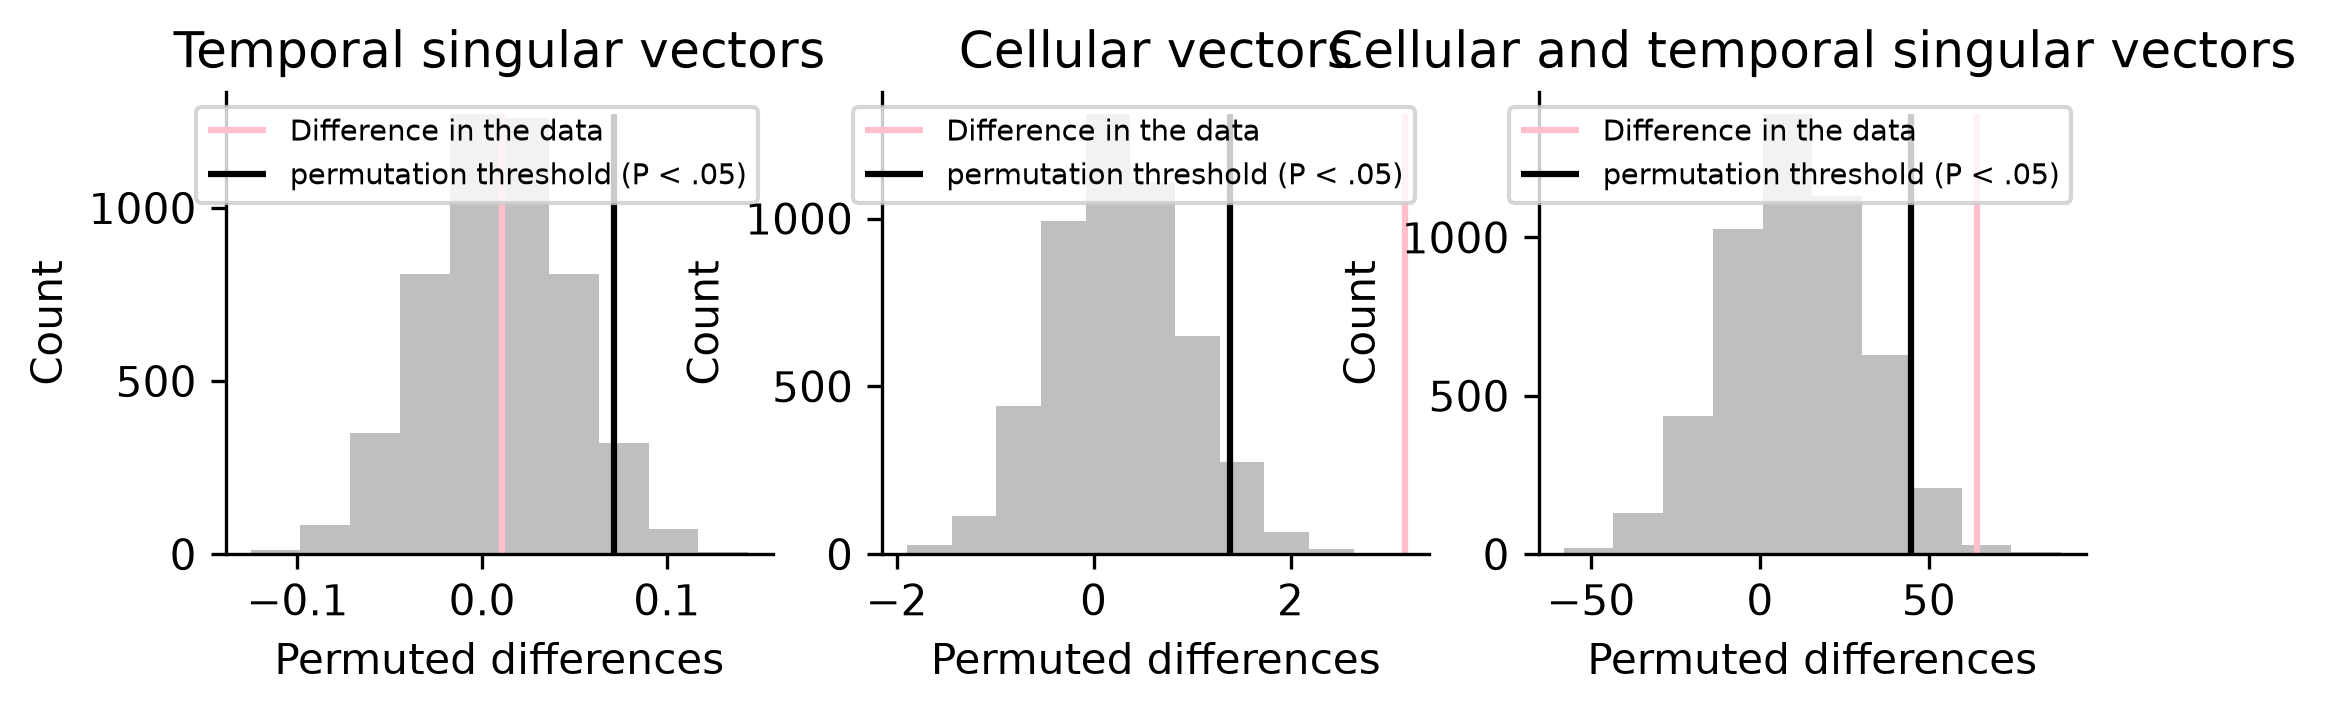 Temporal singular vectors
Difference in the data
permutation threshold (P < .05)
Count
1000
500
0
−0.1
0.0
0.1
Permuted differences
Cellular vectors
Difference in the data
permutation threshold (P < .05)
Count
1000
500
0
−2
0
2
Permuted differences
Cellular and temporal singular vectors
Difference in the data
permutation threshold (P < .05)
Count
1000
500
0
−50
0
50
Permuted differences